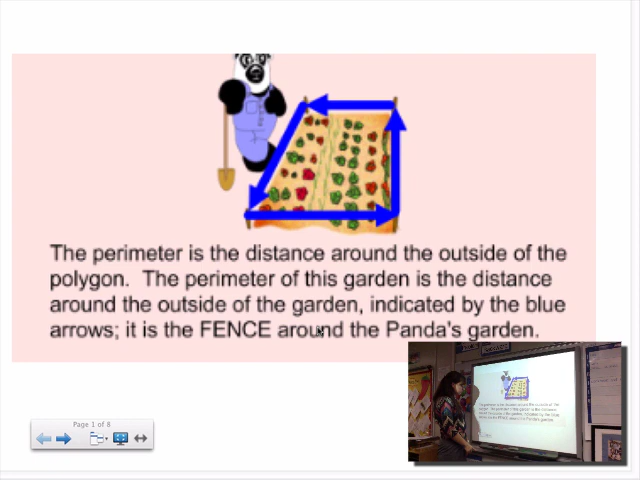 The perimeter is the distance around the outside of the
polygon.  The perimeter of this garden is the distance
around the outside of the garden, indicated by the blue
arrows; it is the FENCE around the Panda's garden.
Page 1 of 8